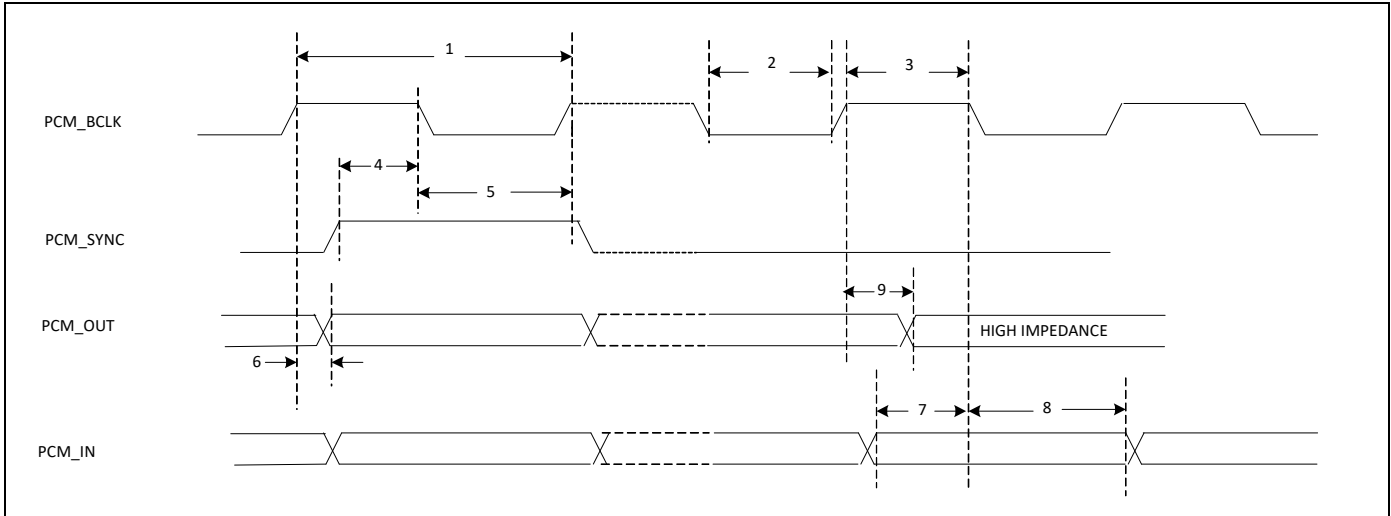 1
2
3
PCM_BCLK
4
5
PCM_SYNC
9
PCM_OUT
HIGH IMPEDANCE
6
7
8
PCM_IN